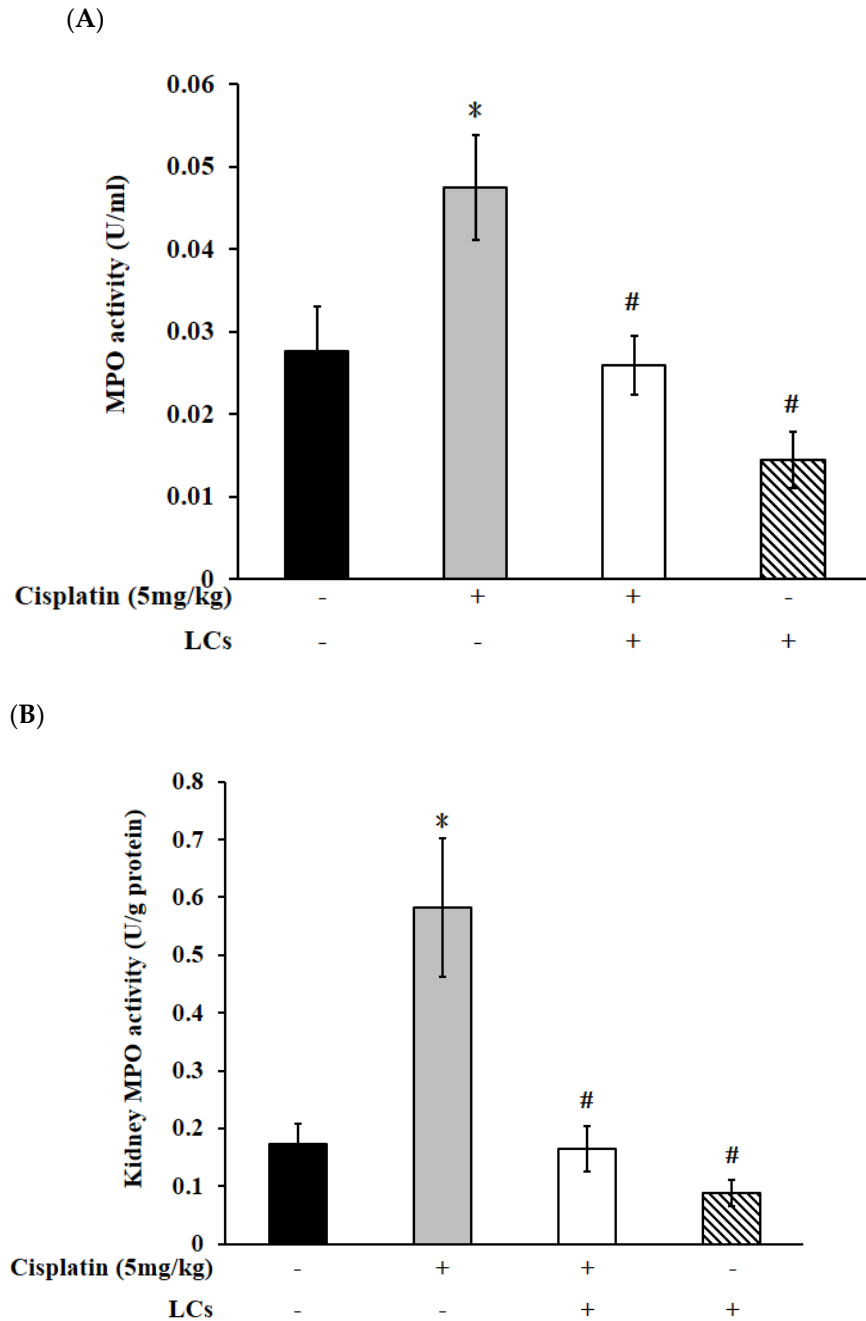 (A)
MPO activity (U/ml)
0.06
0.05
0.04
0.03
0.02
0.01
0
*
#
#
Cisplatin (5mg/kg) - + + -
LCs - - + +
(B)
Kidney MPO activity (U/g protein)
0.8
0.7
0.6
0.5
0.4
0.3
0.2
0.1
0
*
#
#
Cisplatin (5mg/kg) - + + -
LCs - - + +